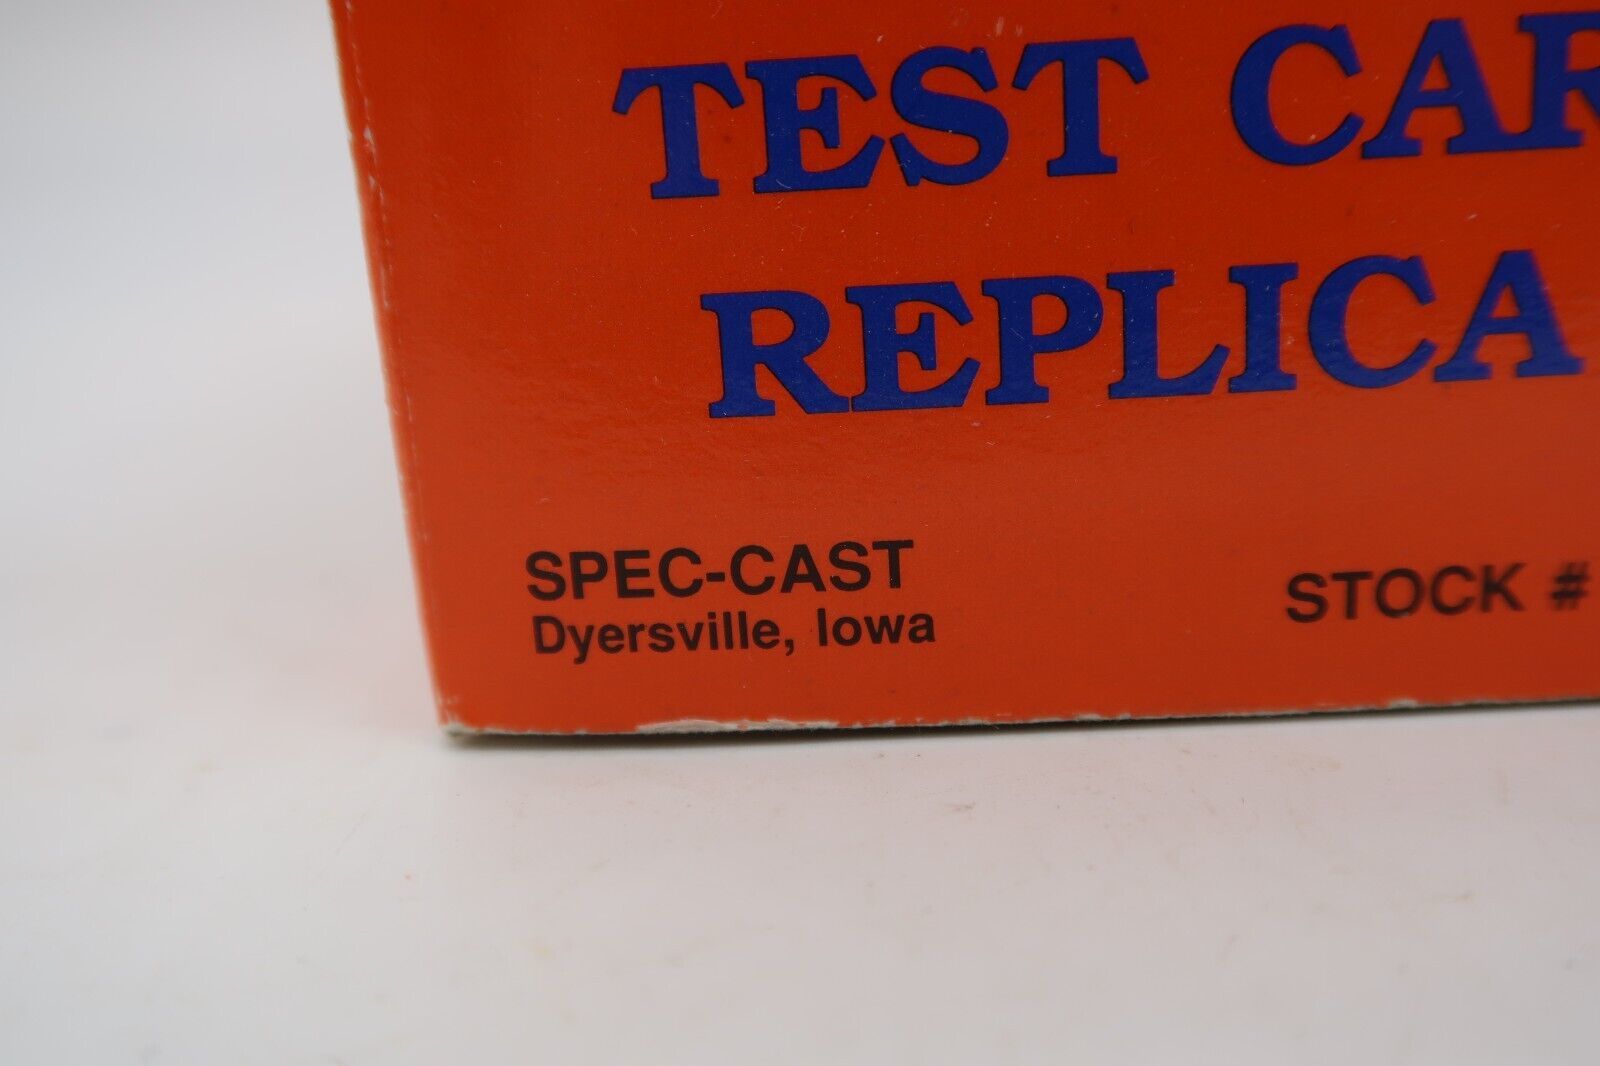 TEST CAR
REPLICA
SPEC-CAST
Dyersville, Iowa
STOCK #